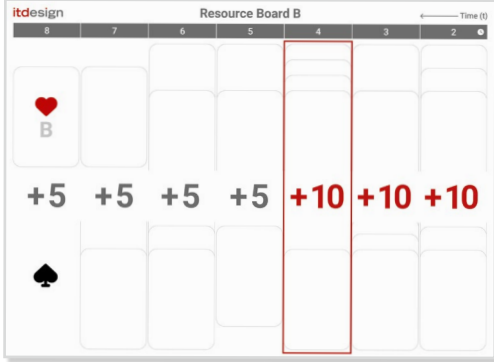 itdesign
Resource Board B
Time (t)
8 7 6 5 4 3 2
B
+5 +5 +5 +5 +10 +10 +10